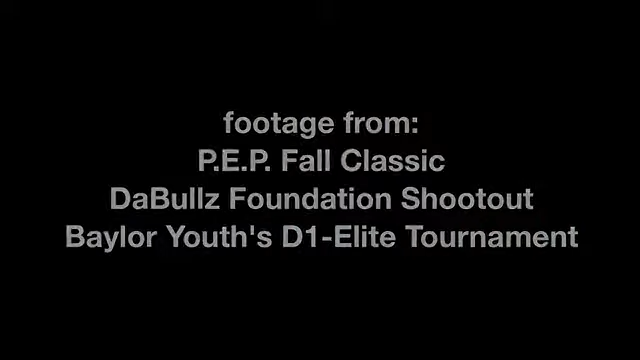 footage from:
P.E.P. Fall Classic
DaBullz Foundation Shootout
Baylor Youth's D1-Elite Tournament